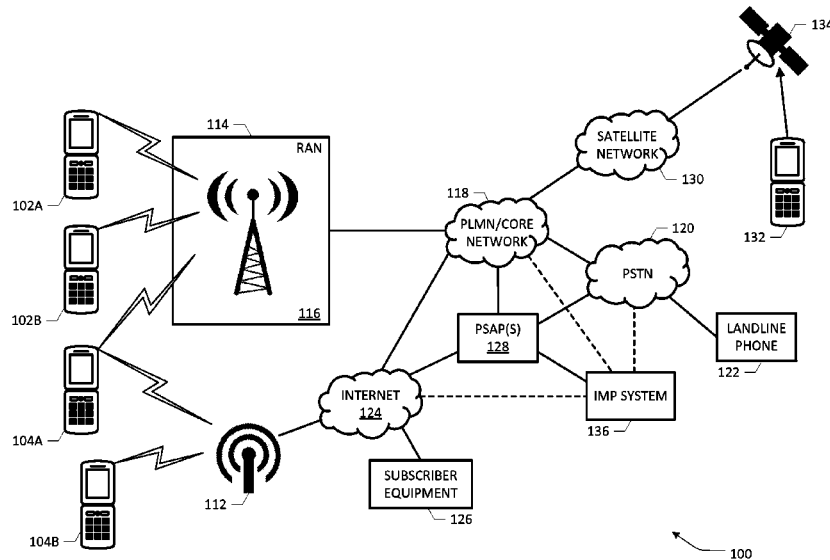 134
114
RAN
SATELLITE
NETWORK
130
102A
118
PLMN/CORE
NETWORK
132
120
PSTN
102B
116
PSAP(S)
128
LANDLINE
PHONE
122
INTERNET
124
IMP SYSTEM
136
104A
SUBSCRIBER
EQUIPMENT
126
112
104B
100